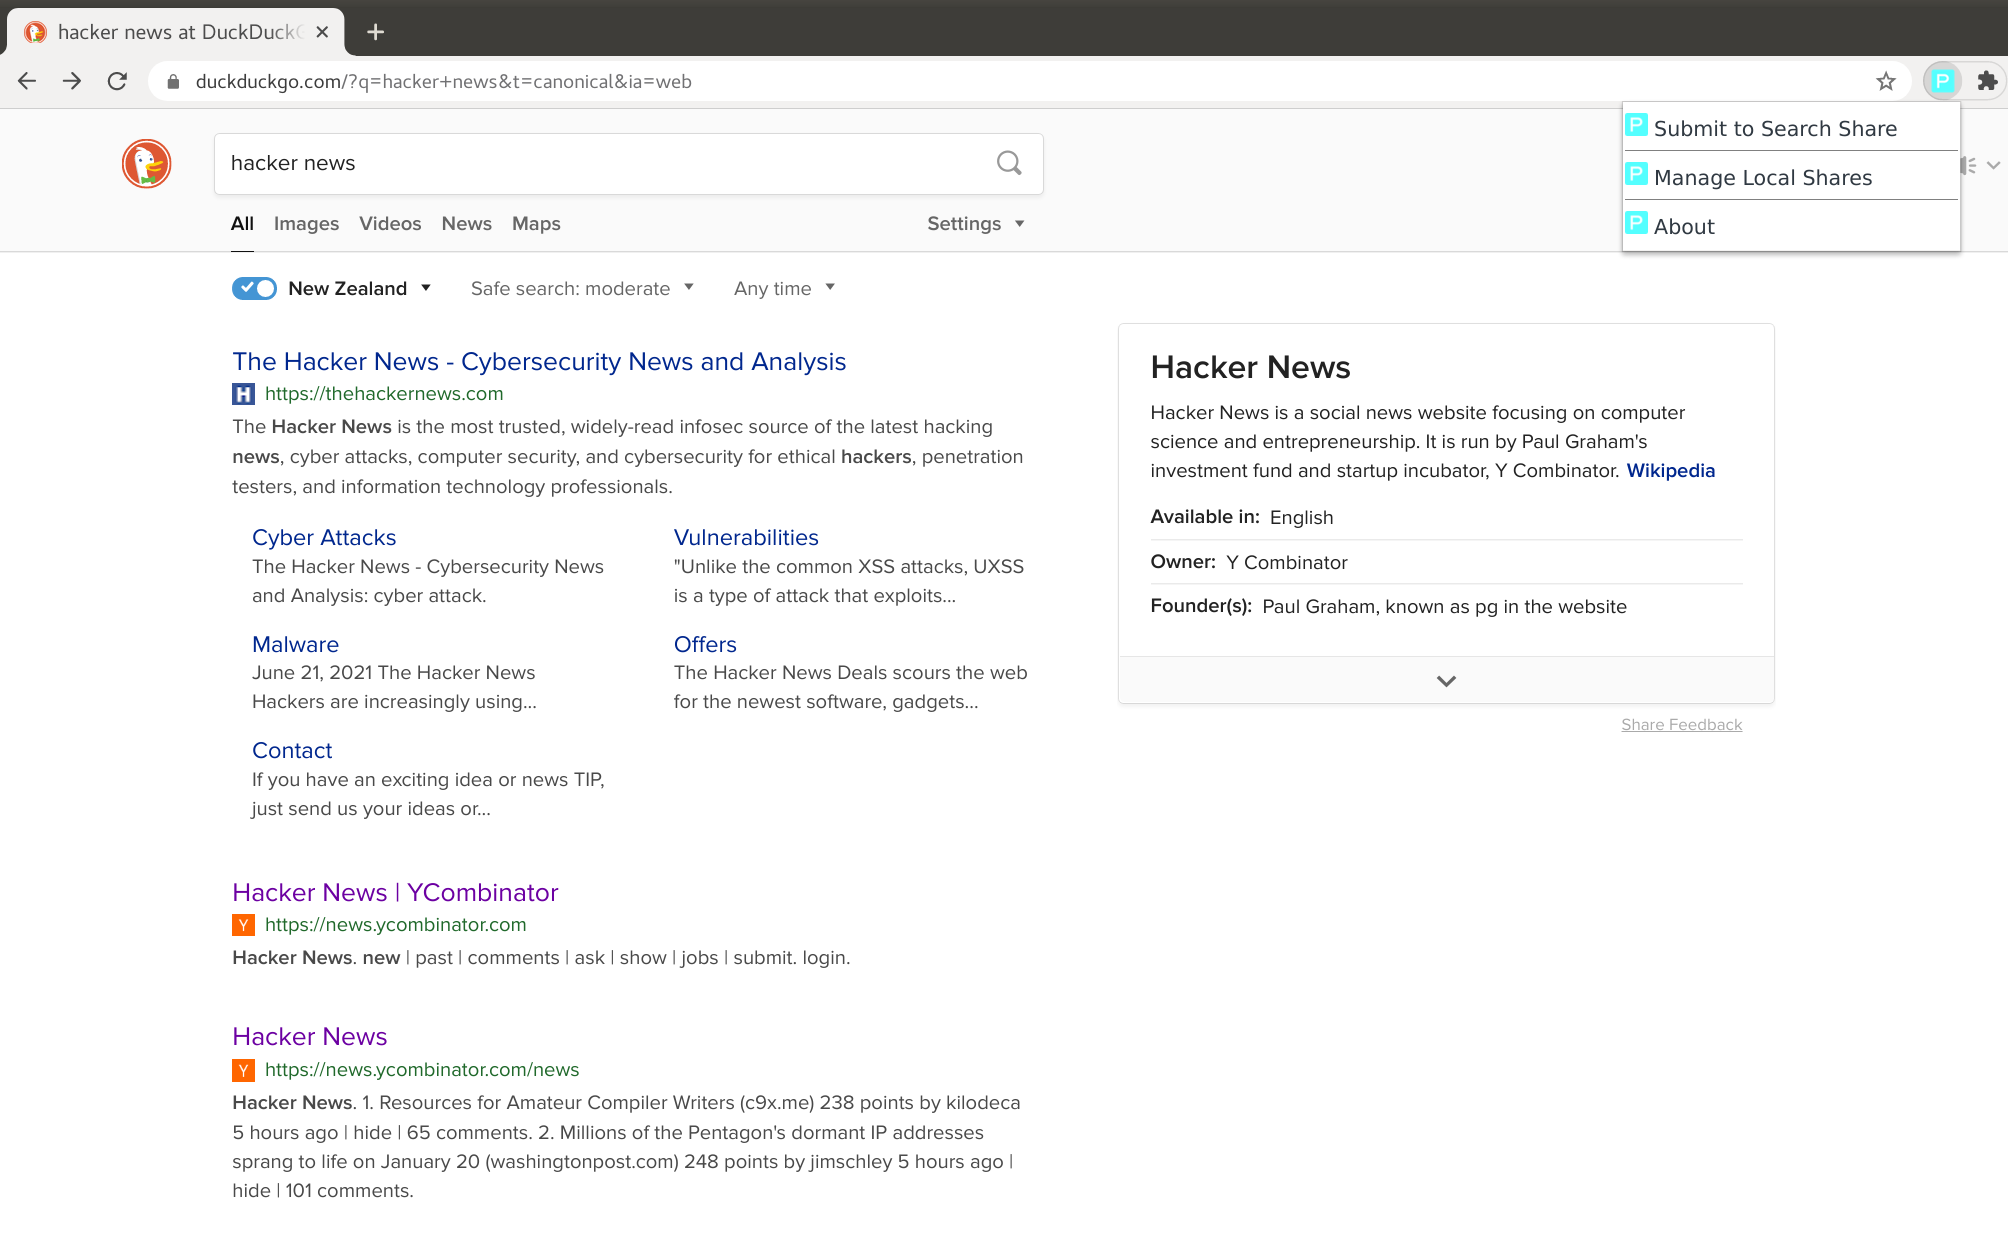 hacker news at DuckDuck
duckduckgo.com/?q=hacker+news&t=canonical&ia=web
P
P Submit to Search Share
P Manage Local Shares
P About
hacker news
All Images Videos News Maps Settings
New Zealand Safe search: moderate Any time
The Hacker News - Cybersecurity News and Analysis
H https://thehackernews.com
The Hacker News is the most trusted, widely-read infosec source of the latest hacking
news, cyber attacks, computer security, and cybersecurity for ethical hackers, penetration
testers, and information technology professionals.
Cyber Attacks
The Hacker News - Cybersecurity News
and Analysis: cyber attack.
Vulnerabilities
"Unlike the common XSS attacks, UXSS
is a type of attack that exploits...
Malware
June 21, 2021 The Hacker News
Hackers are increasingly using...
Offers
The Hacker News Deals scours the web
for the newest software, gadgets...
Contact
If you have an exciting idea or news TIP,
just send us your ideas or...
Hacker News | YCombinator
Y https://news.ycombinator.com
Hacker News. new | past | comments | ask | show | jobs | submit. login.
Hacker News
Y https://news.ycombinator.com/news
Hacker News. 1. Resources for Amateur Compiler Writers (c9x.me) 238 points by kilodeca
5 hours ago | hide | 65 comments. 2. Millions of the Pentagon's dormant IP addresses
sprang to life on January 20 (washingtonpost.com) 248 points by jimschley 5 hours ago |
hide | 101 comments.
Hacker News
Hacker News is a social news website focusing on computer
science and entrepreneurship. It is run by Paul Graham's
investment fund and startup incubator, Y Combinator. Wikipedia
Available in: English
Owner: Y Combinator
Founder(s): Paul Graham, known as pg in the website
Share Feedback